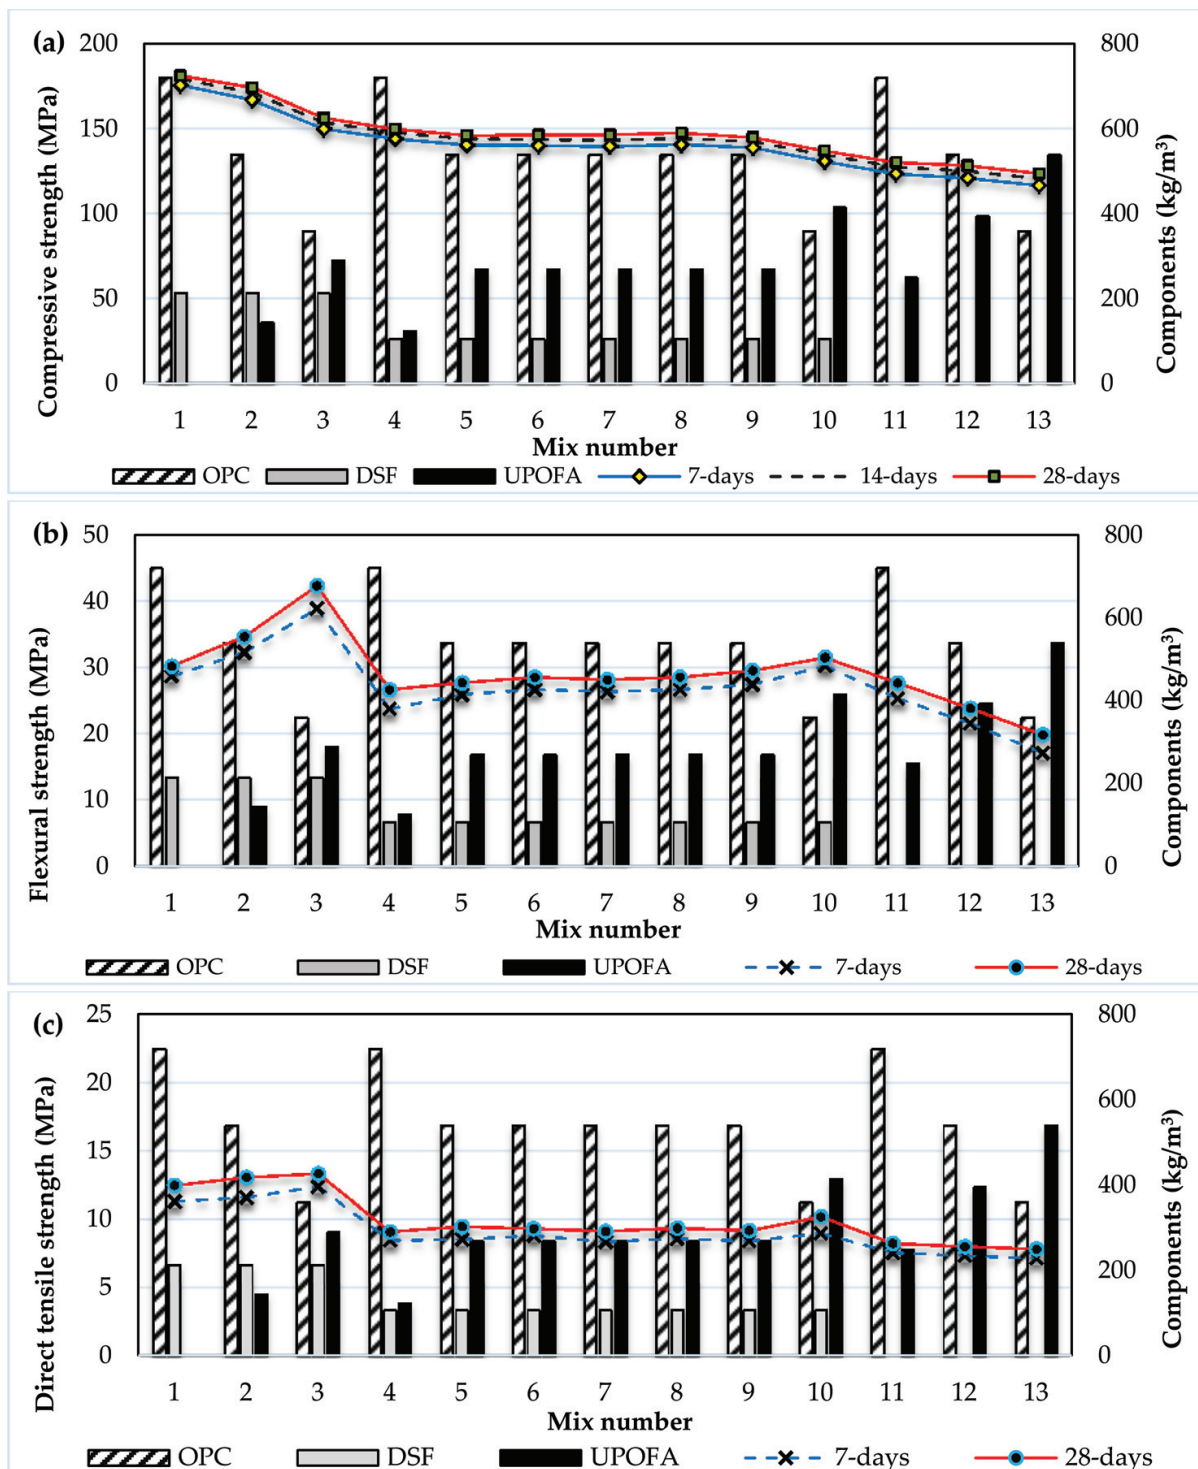 (a)
Compressive strength (MPa)
200
150
100
50
0
800
600
400
200
0
Components (kg/m³)
1 2 3 4 5 6 7 8 9 10 11 12 13
Mix number
OPC DSF UPOFA 7-days 14-days 28-days
(b)
Flexural strength (MPa)
50
40
30
20
10
0
800
600
400
200
0
Components (kg/m³)
1 2 3 4 5 6 7 8 9 10 11 12 13
Mix number
OPC DSF UPOFA 7-days 28-days
(c)
Direct tensile strength (MPa)
25
20
15
10
5
0
800
600
400
200
0
Components (kg/m³)
1 2 3 4 5 6 7 8 9 10 11 12 13
Mix number
OPC DSF UPOFA 7-days 28-days